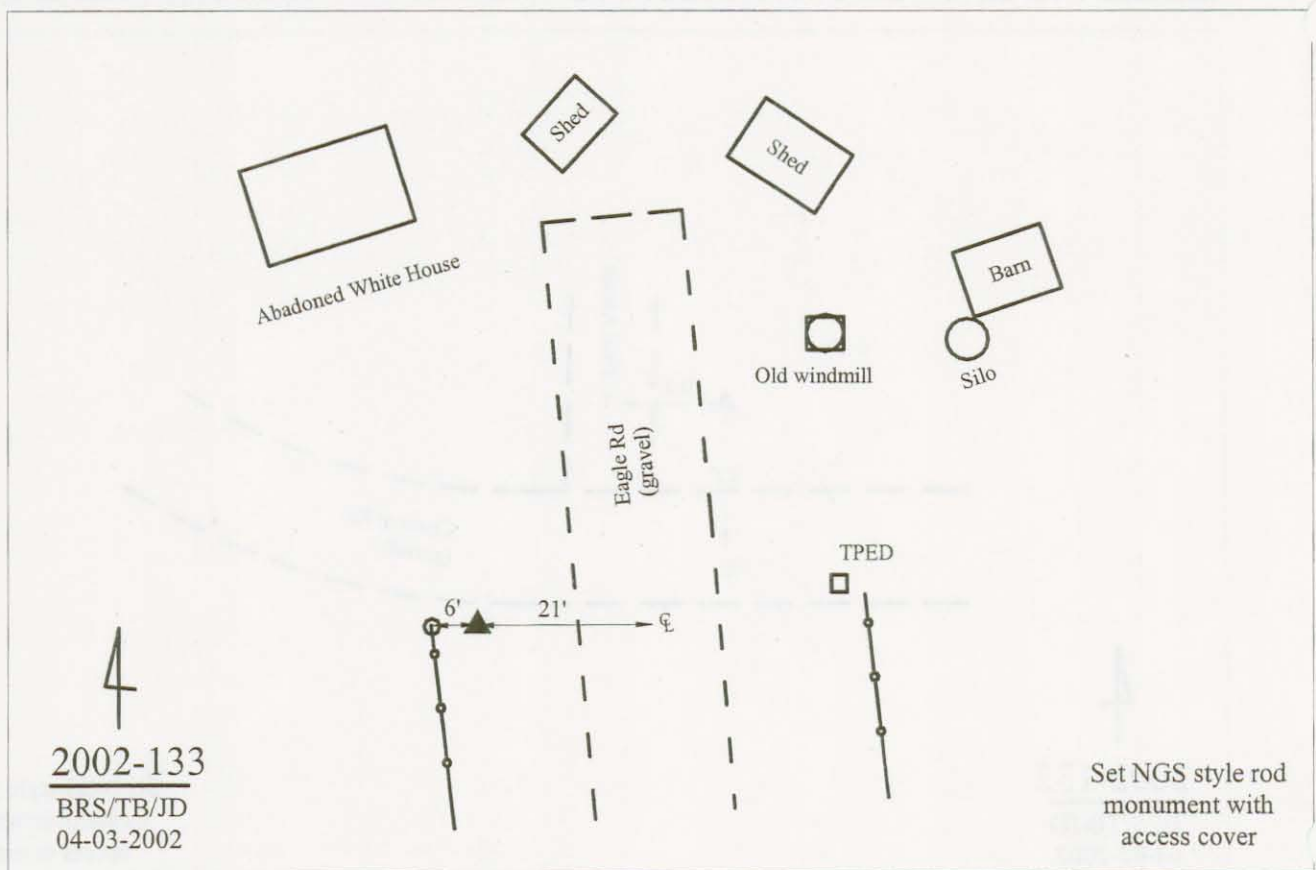 Shed
Shed
Abadoned White House
Barn
Old windmill
Silo
Eagle Rd
(gravel)
TPED
6'
21'
℄
2002-133
BRS/TB/JD
04-03-2002
Set NGS style rod
monument with
access cover